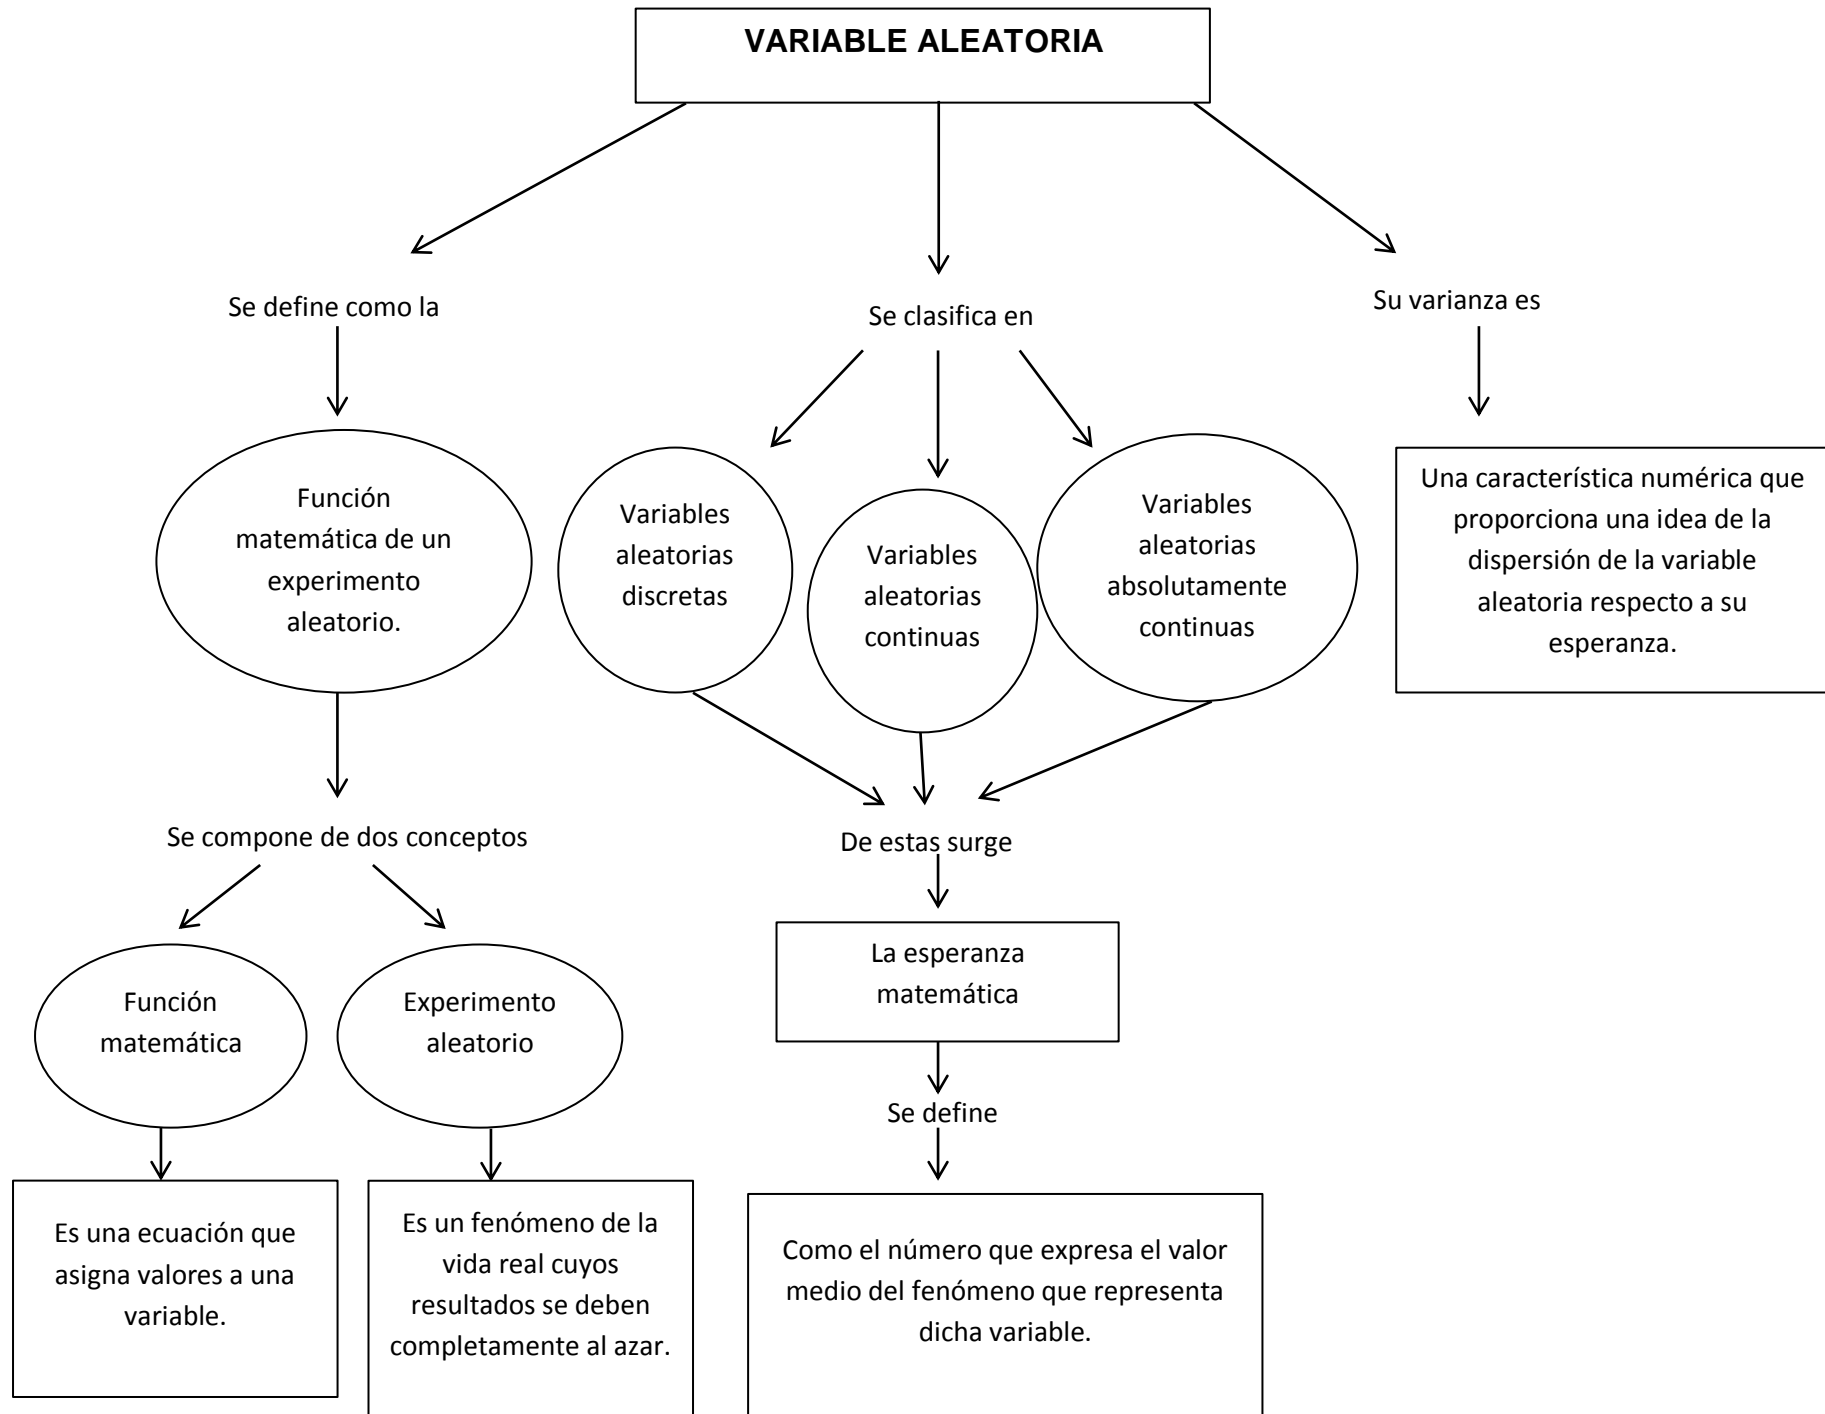 VARIABLE ALEATORIA
Se define como la
Se clasifica en
Su varianza es
Función
matemática de un
experimento
aleatorio.
Variables
aleatorias
discretas
Variables
aleatorias
continuas
Variables
aleatorias
absolutamente
continuas
Una característica numérica que
proporciona una idea de la
dispersión de la variable
aleatoria respecto a su
esperanza.
Se compone de dos conceptos
De estas surge
Función
matemática
Experimento
aleatorio
La esperanza
matemática
Se define
Es una ecuación que
asigna valores a una
variable.
Es un fenómeno de la
vida real cuyos
resultados se deben
completamente al azar.
Como el número que expresa el valor
medio del fenómeno que representa
dicha variable.